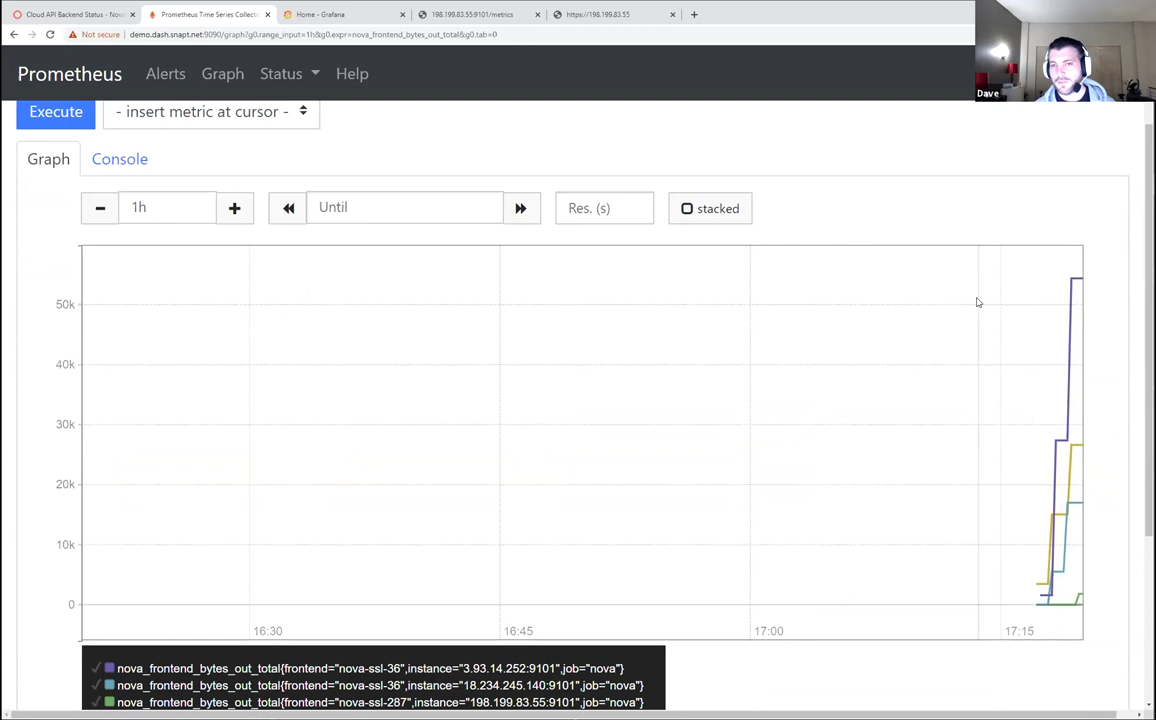 Cloud API Backend Status - Nov
Prometheus Time Series Collect
Home - Grafana
198.199.83.55:9101/metrics
https://198.199.83.55
Not secure
demo.dash.snapt.net:9090/graph?g0.range_input=1h&g0.expr=nova_frontend_bytes_out_total&g0.tab=0
Prometheus
Alerts
Graph
Status
Help
Dave
Execute
- insert metric at cursor -
Graph
Console
1h
Until
Res. (s)
stacked
50k
40k
30k
20k
10k
0
16:30
16:45
17:00
17:15
nova_frontend_bytes_out_total{frontend="nova-ssl-36",instance="3.93.14.252:9101",job="nova"}
nova_frontend_bytes_out_total{frontend="nova-ssl-36",instance="18.234.245.140:9101",job="nova"}
nova_frontend_bytes_out_total{frontend="nova-ssl-287",instance="198.199.83.55:9101",job="nova"}